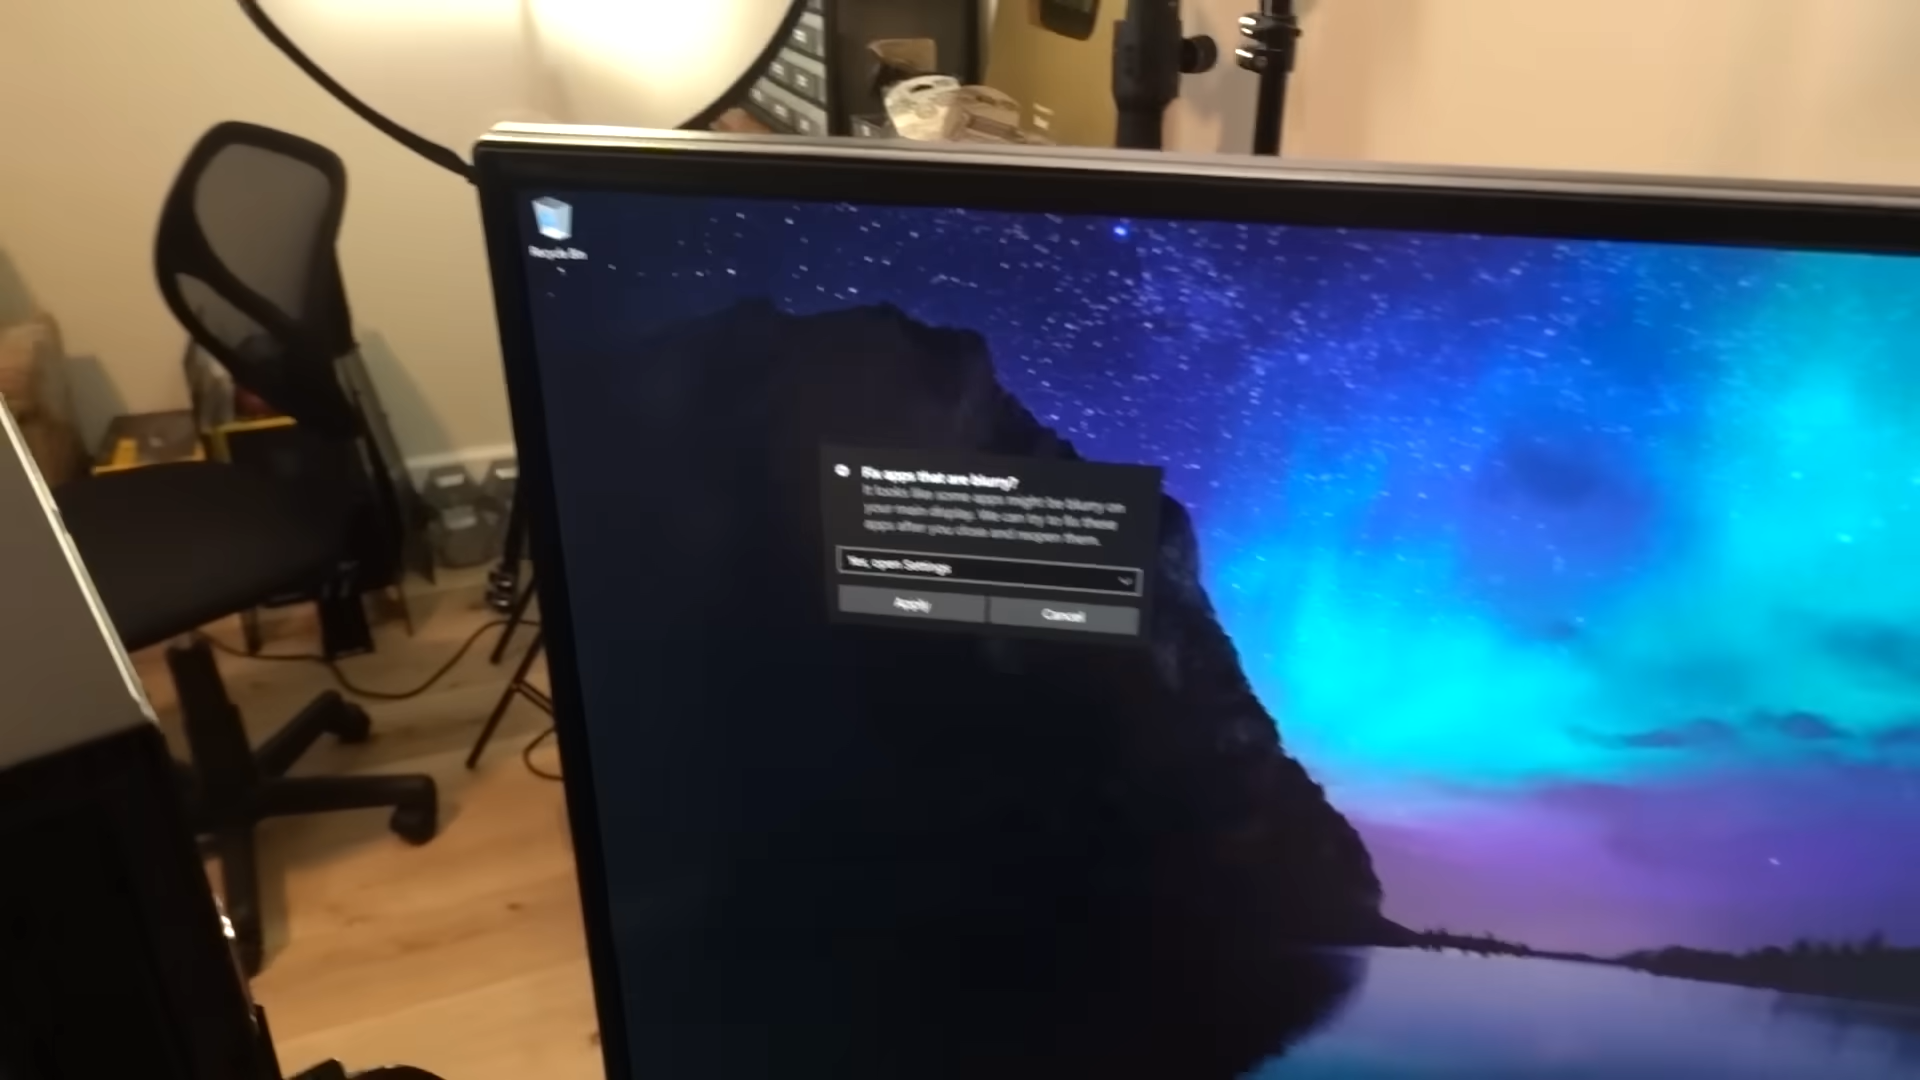 Recycle Bin
Fix apps that are blurry?
It looks like some apps might be blurry on
your main display. We can try to fix these
apps after you close and reopen them.
Yes, open Settings
Apply
Cancel